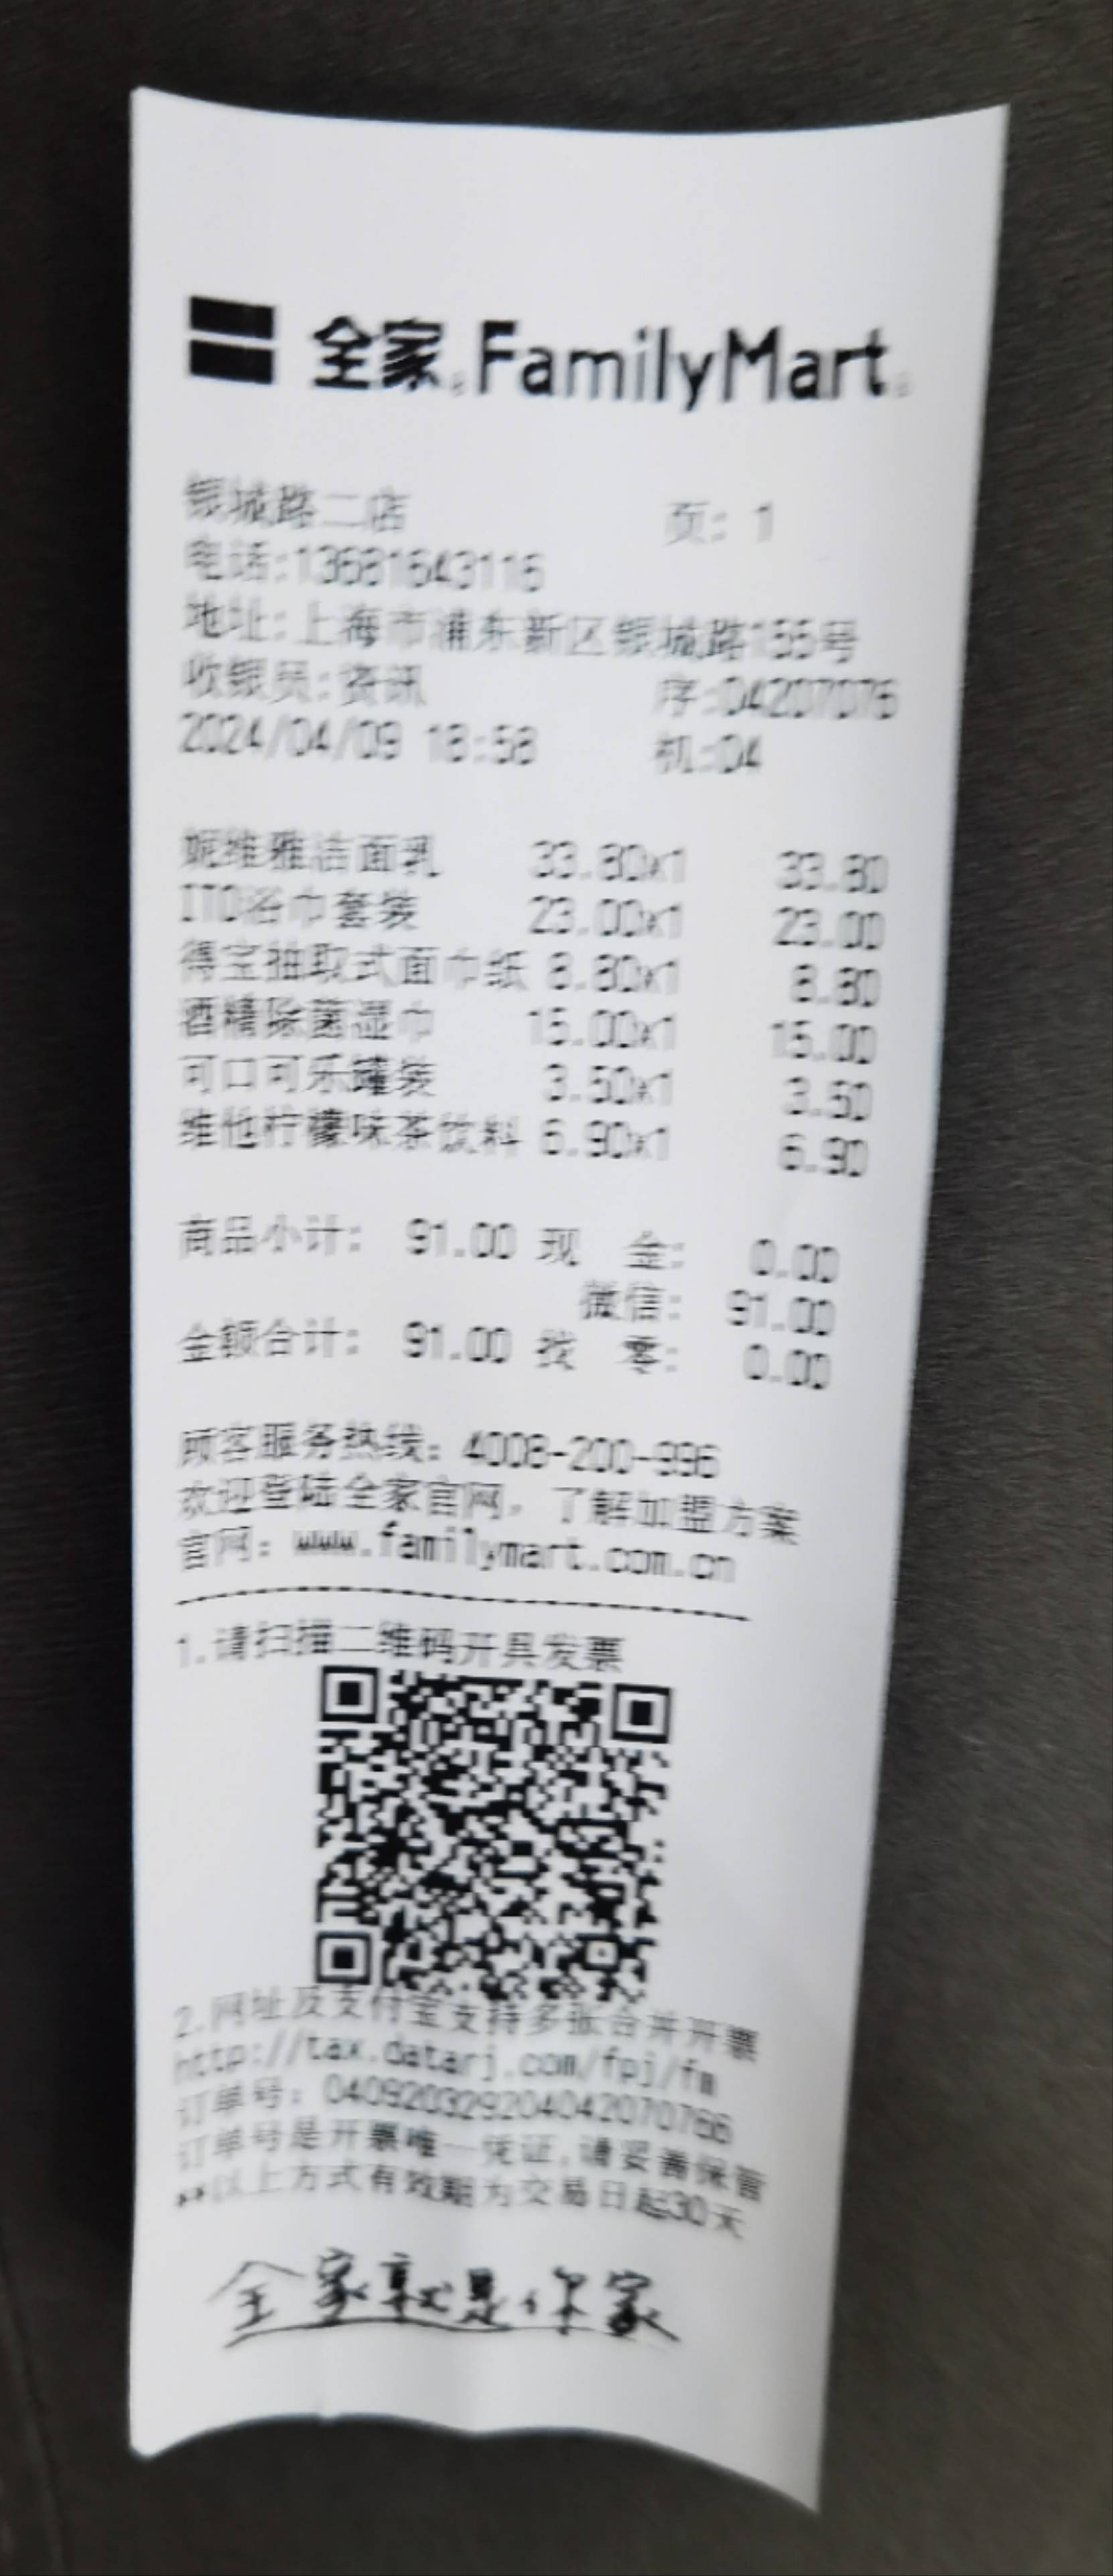 全家 FamilyMart
银城路二店 页: 1
电话:13681643116
地址:上海市浦东新区银城路155号
收银员:资讯 序:04207076
2024/04/09 18:58 机:04
妮维雅洁面乳 33.80x1 33.80
ITO浴巾套装 23.00x1 23.00
得宝抽取式面巾纸 8.80x1 8.80
酒精除菌湿巾 15.00x1 15.00
可口可乐罐装 3.50x1 3.50
维他柠檬味茶饮料 6.90x1 6.90
商品小计: 91.00 现 金: 0.00
微信: 91.00
金额合计: 91.00 找 零: 0.00
顾客服务热线: 4008-200-996
欢迎登陆全家官网, 了解加盟方案
官网: www.familymart.com.cn
1.请扫描二维码开具发票
2.网址及支付宝支持多张合并开票
http://tax.datarj.com/fpj/fm
订单号: 040920329204042070766
订单号是开票唯一凭证,请妥善保管
**以上方式有效期为交易日起30天
全家就是你家